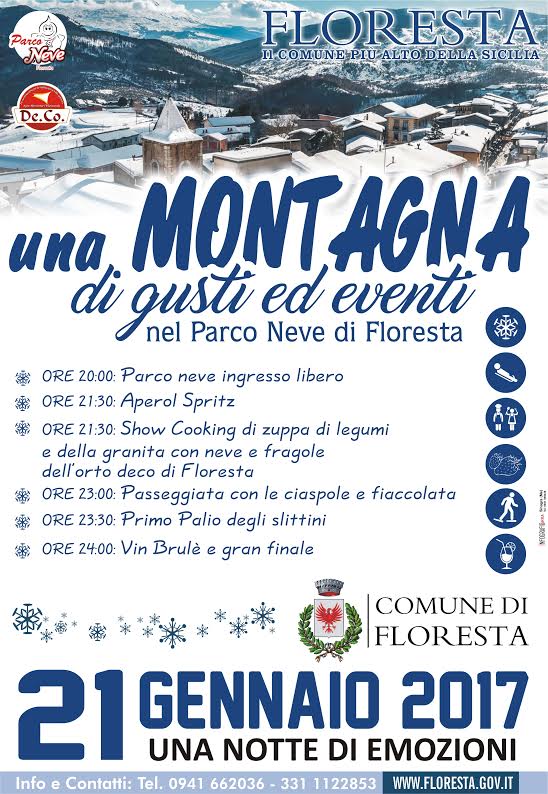 Parco
Neve
Floresta
De.Co.
FLORESTA
IL COMUNE PIÙ ALTO DELLA SICILIA
una MONTAGNA
di gusti ed eventi
nel Parco Neve di Floresta
ORE 20:00: Parco neve ingresso libero
ORE 21:30: Aperol Spritz
ORE 21:30: Show Cooking di zuppa di legumi
e della granita con neve e fragole
dell'orto deco di Floresta
ORE 23:00: Passeggiata con le ciaspole e fiaccolata
ORE 23:30: Primo Palio degli slittini
ORE 24:00: Vin Brulè e gran finale
COMUNE DI
FLORESTA
21 GENNAIO 2017
UNA NOTTE DI EMOZIONI
Info e Contatti: Tel. 0941 662036 - 331 1122853 WWW.FLORESTA.GOV.IT